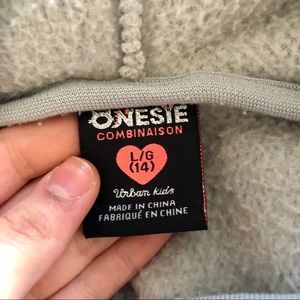 ONESIE
COMBINAISON
L/G
(14)
Urban kids
MADE IN CHINA
FABRIQUÉ EN CHINE